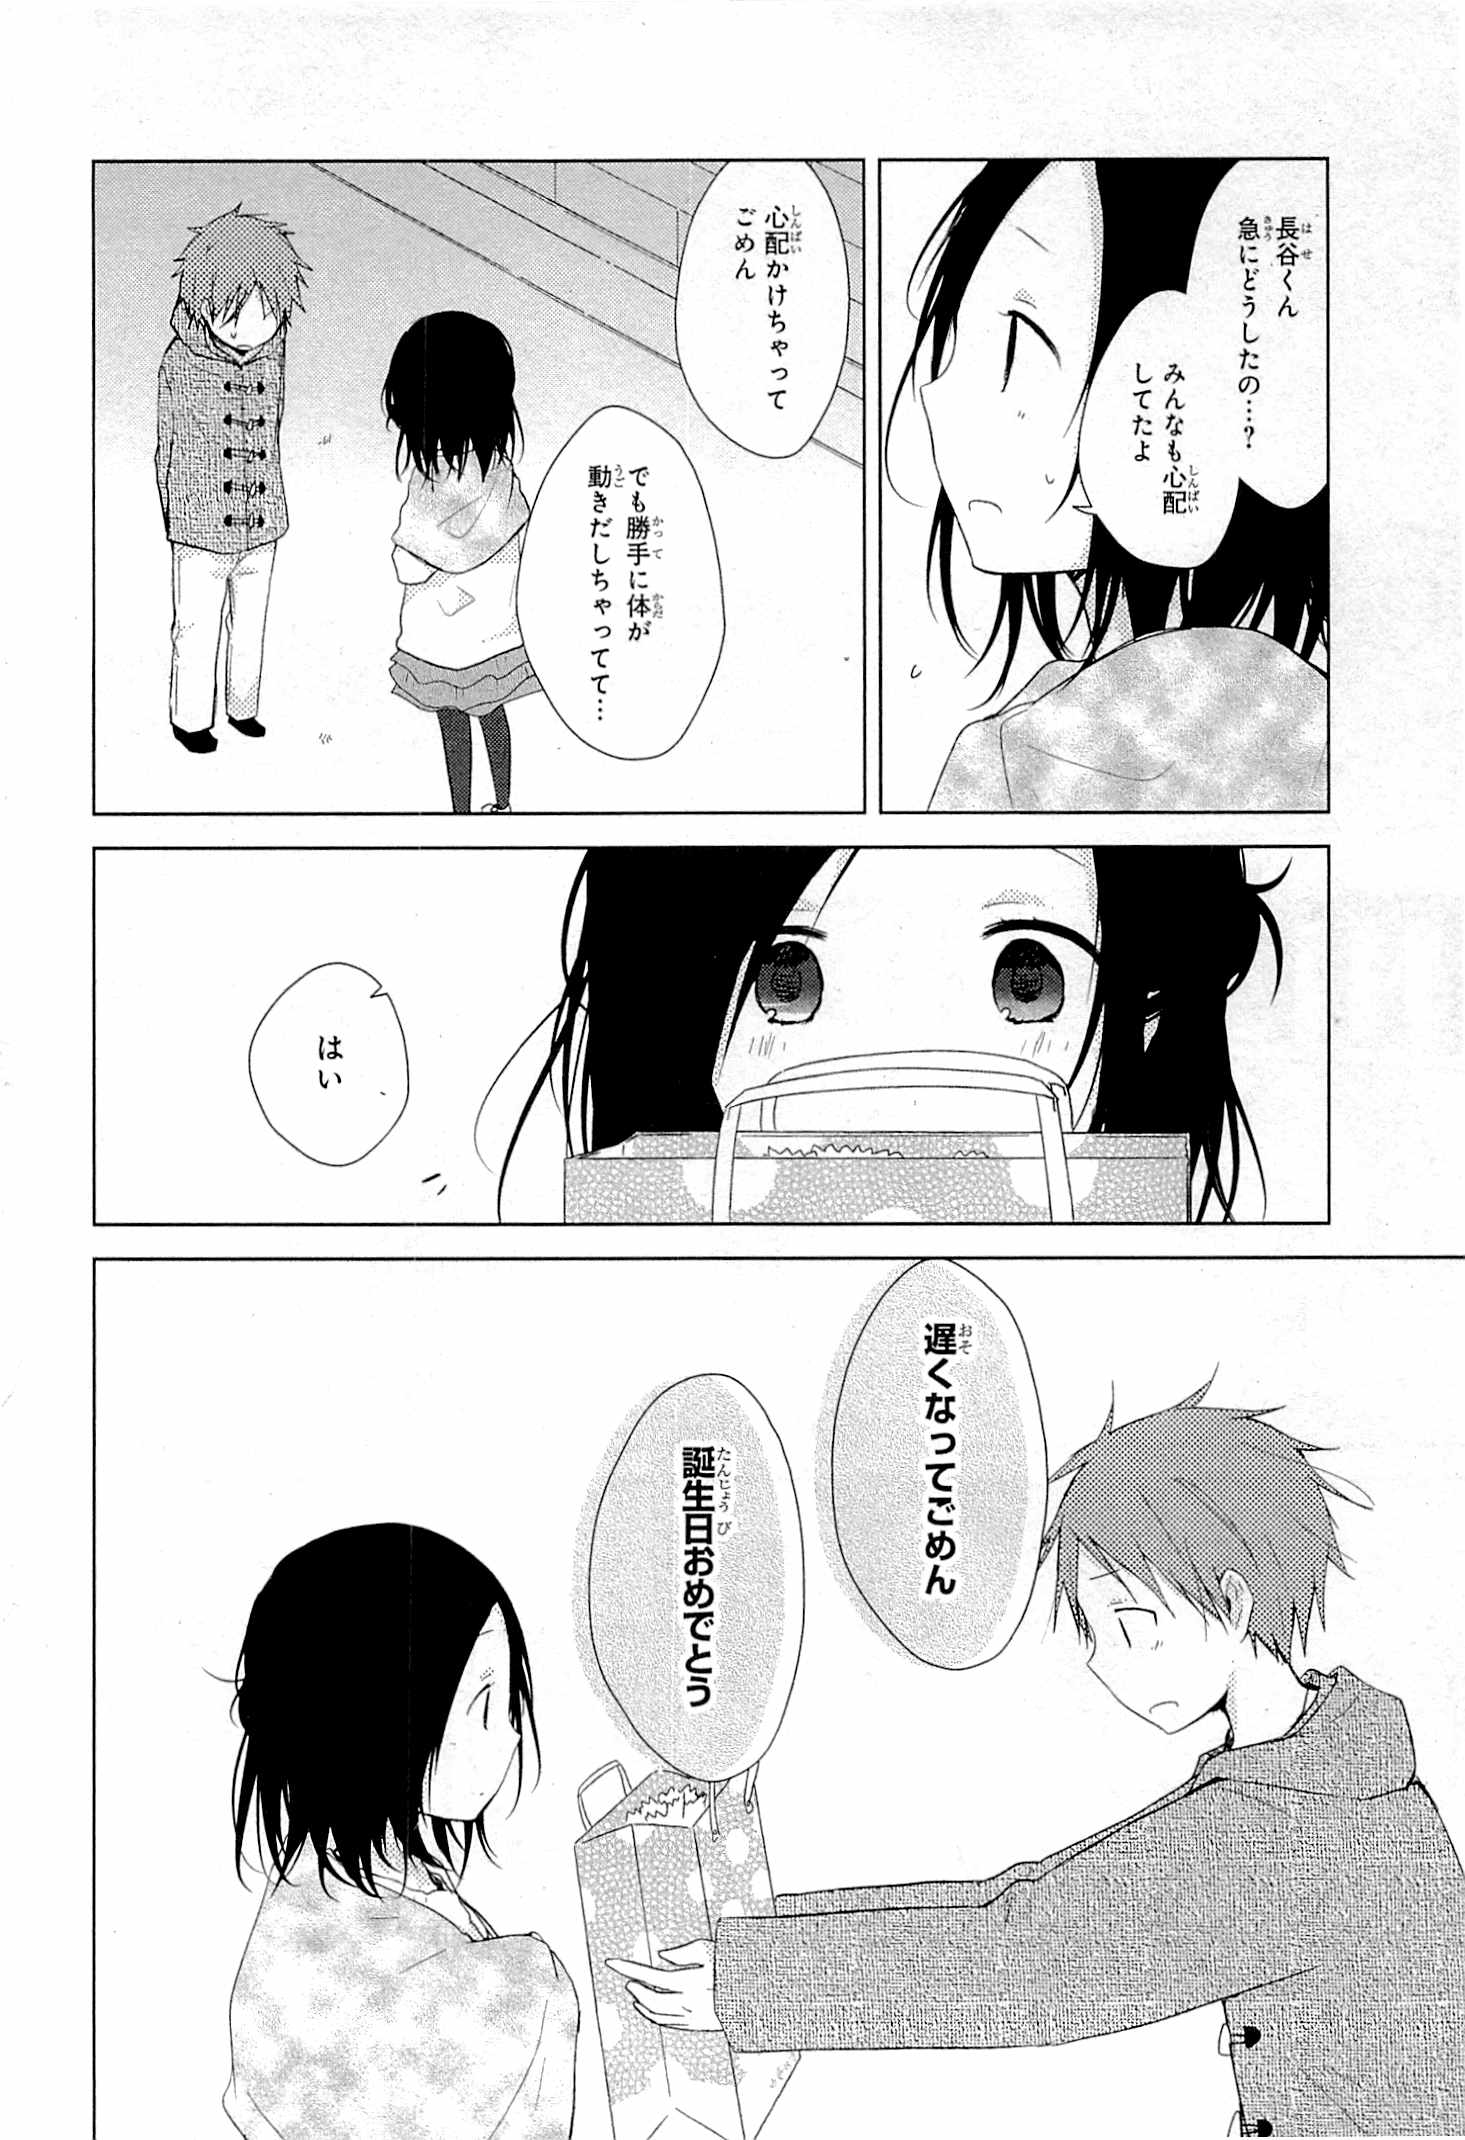 長谷くん
急にどうしたの…?
みんなも心配
してたよ
心配かけちゃって
ごめん
でも勝手に体が
動きだしちゃってて…
はい
遅くなってごめん
誕生日おめでとう